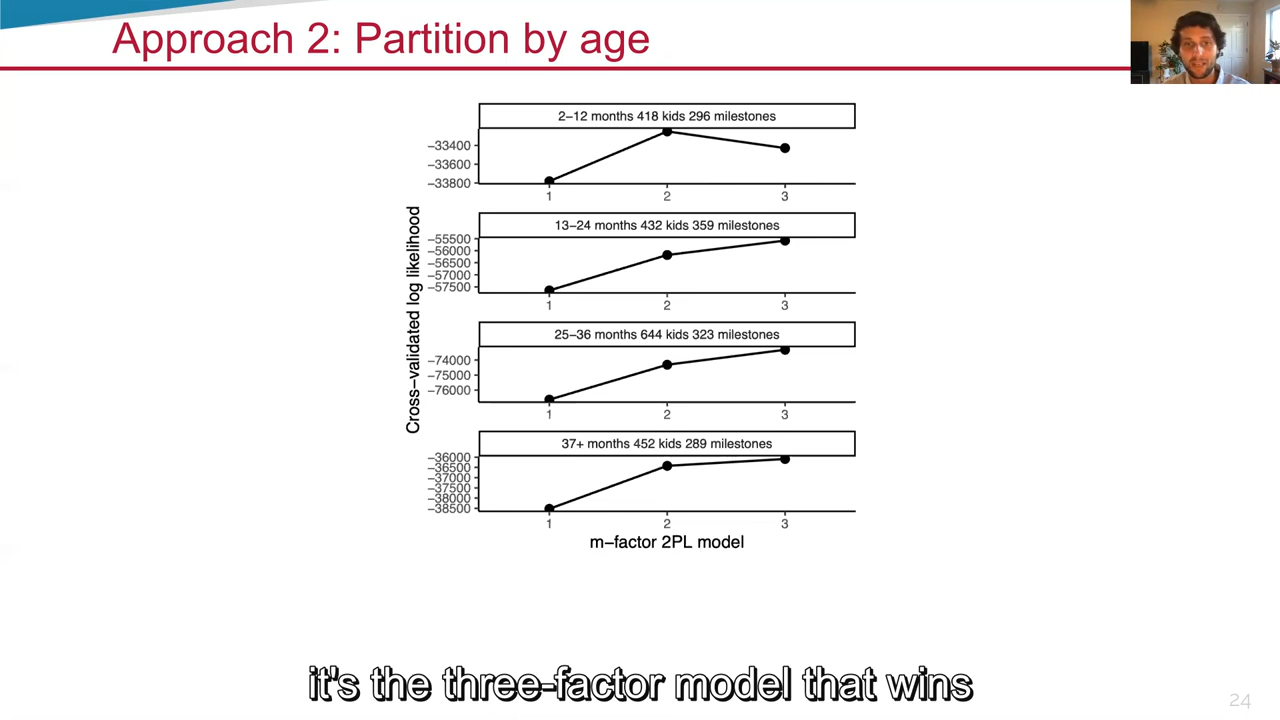 Approach 2: Partition by age
2–12 months 418 kids 296 milestones
−33400
−33600
−33800
1 2 3
13–24 months 432 kids 359 milestones
−55500
−56000
−56500
−57000
−57500
1 2 3
25–36 months 644 kids 323 milestones
−74000
−75000
−76000
1 2 3
37+ months 452 kids 289 milestones
−36000
−36500
−37000
−37500
−38000
−38500
1 2 3
Cross−validated log likelihood
m−factor 2PL model
it's the three-factor model that wins
24